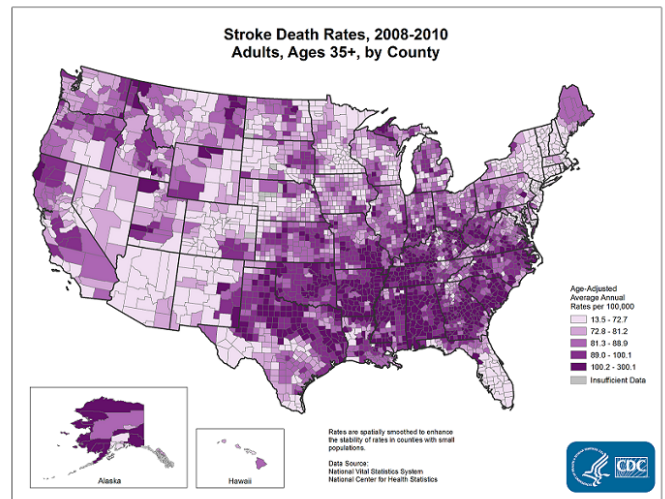 Stroke Death Rates, 2008-2010
Adults, Ages 35+, by County
Age-Adjusted
Average Annual
Rates per 100,000
13.5 - 72.7
72.8 - 81.2
81.3 - 88.9
89.0 - 100.1
100.2 - 300.1
Insufficient Data
Alaska
Hawaii
Rates are spatially smoothed to enhance
the stability of rates in counties with small
populations.
Data Source:
National Vital Statistics System
National Center for Health Statistics
CDC